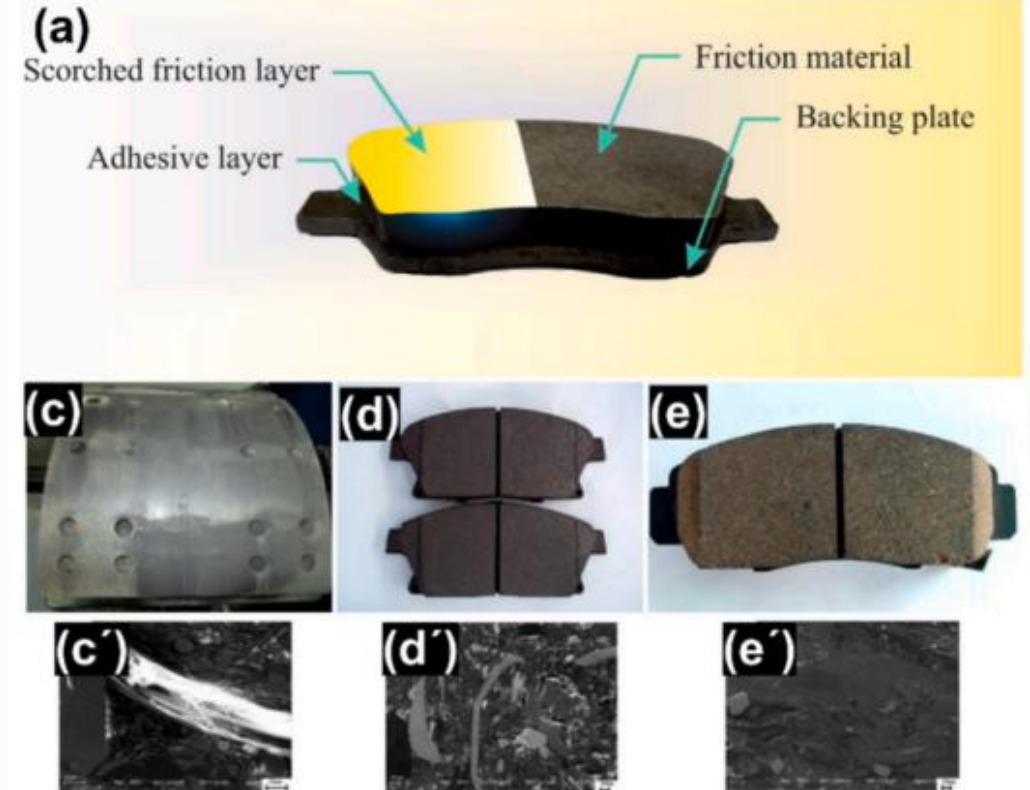 (a)
Scorched friction layer
Friction material
Backing plate
Adhesive layer
(c)
(d)
(e)
(c´)
(d´)
(e´)